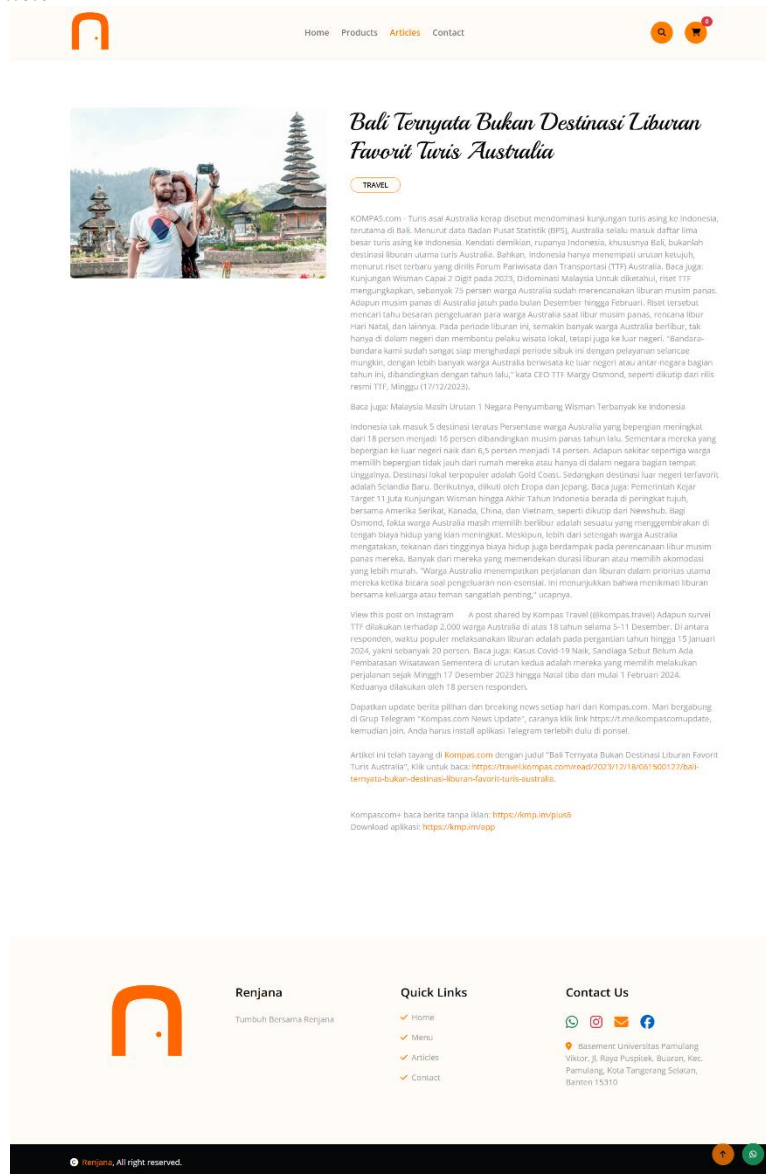 Home Products Articles Contact
0
Bali Ternyata Bukan Destinasi Liburan
Favorit Turis Australia
TRAVEL
KOMPAS.com - Turis asal Australia kerap disebut mendominasi kunjungan turis asing ke Indonesia,
terutama di Bali. Menurut data Badan Pusat Statistik (BPS), Australia selalu masuk daftar lima
besar turis asing ke Indonesia. Kendati demikian, rupanya Indonesia, khususnya Bali, bukanlah
destinasi liburan utama turis Australia. Bahkan, Indonesia hanya menempati urutan ketujuh,
menurut riset terbaru yang dirilis Forum Pariwisata dan Transportasi (TTF) Australia. Baca juga:
Kunjungan Wisman Capai 2 Digit pada 2023, Didominasi Malaysia Untuk diketahui, riset TTF
mengungkapkan, sebanyak 75 persen warga Australia sudah merencanakan liburan musim panas.
Adapun musim panas di Australia jatuh pada bulan Desember hingga Februari. Riset tersebut
mencari tahu besaran pengeluaran para warga Australia saat libur musim panas, rencana libur
Hari Natal, dan lainnya. Pada periode liburan ini, semakin banyak warga Australia berlibur, tak
hanya di dalam negeri dan membantu pelaku wisata lokal, tetapi juga ke luar negeri. "Bandara-
bandara kami sudah sangat siap menghadapi periode sibuk ini dengan pelayanan selancae
mungkin, dengan lebih banyak warga Australia berwisata ke luar negeri atau antar-negara bagian
tahun ini, dibandingkan dengan tahun lalu," kata CEO TTF Margy Osmond, seperti dikutip dari rilis
resmi TTF, Minggu (17/12/2023).
Baca juga: Malaysia Masih Urutan 1 Negara Penyumbang Wisman Terbanyak ke Indonesia
Indonesia tak masuk 5 destinasi teratas Persentase warga Australia yang bepergian meningkat
dari 18 persen menjadi 16 persen dibandingkan musim panas tahun lalu. Sementara mereka yang
bepergian ke luar negeri naik dari 6,5 persen menjadi 14 persen. Adapun sekitar sepertiga warga
memilih bepergian tidak jauh dari rumah mereka atau hanya di dalam negara bagian tempat
tinggalnya. Destinasi lokal terpopuler adalah Gold Coast. Sedangkan destinasi luar negeri terfavorit
adalah Selandia Baru. Berikutnya, diikuti oleh Eropa dan Jepang. Baca juga: Pemerintah Kejar
Target 11 Juta Kunjungan Wisman hingga Akhir Tahun Indonesia berada di peringkat tujuh,
bersama Amerika Serikat, Kanada, China, dan Vietnam, seperti dikutip dari Newshub. Bagi
Osmond, fakta warga Australia masih memilih berlibur adalah sesuatu yang menggembirakan di
tengah biaya hidup yang kian meningkat. Meskipun, lebih dari setengah warga Australia
mengatakan, tekanan dari tingginya biaya hidup juga berdampak pada perencanaan libur musim
panas mereka. Banyak dari mereka yang memendekan durasi liburan atau memilih akomodasi
yang lebih murah. "Warga Australia menempatkan perjalanan dan liburan dalam prioritas utama
mereka ketika bicara soal pengeluaran non-esensial. Ini menunjukkan bahwa menikmati liburan
bersama keluarga atau teman sangatlah penting," ucapnya.
View this post on Instagram A post shared by Kompas Travel (@kompas.travel) Adapun survei
TTF dilakukan terhadap 2.000 warga Australia di atas 18 tahun selama 5-11 Desember. Di antara
responden, waktu populer melaksanakan liburan adalah pada pergantian tahun hingga 15 Januari
2024, yakni sebanyak 20 persen. Baca juga: Kasus Covid-19 Naik, Sandiaga Sebut Belum Ada
Pembatasan Wisatawan Sementera di urutan kedua adalah mereka yang memilih melakukan
perjalanan sejak Minggh 17 Desember 2023 hingga Natal tiba dan mulai 1 Februari 2024.
Keduanya dilakukan oleh 18 persen responden.
Dapatkan update berita pilihan dan breaking news setiap hari dari Kompas.com. Mari bergabung
di Grup Telegram "Kompas.com News Update", caranya klik link https://t.me/kompascomupdate,
kemudian join. Anda harus install aplikasi Telegram terlebih dulu di ponsel.
Artikel ini telah tayang di Kompas.com dengan judul "Bali Ternyata Bukan Destinasi Liburan Favorit
Turis Australia", Klik untuk baca: https://travel.kompas.com/read/2023/12/18/061500127/bali-
ternyata-bukan-destinasi-liburan-favorit-turis-australia.
Kompascom+ baca berita tanpa iklan: https://kmp.im/plus6
Download aplikasi: https://kmp.im/app
Renjana
Tumbuh Bersama Renjana
Quick Links
Home
Menu
Articles
Contact
Contact Us
Basement Universitas Pamulang
Viktor, Jl. Raya Puspitek, Buaran, Kec.
Pamulang, Kota Tangerang Selatan,
Banten 15310
Renjana, All right reserved.